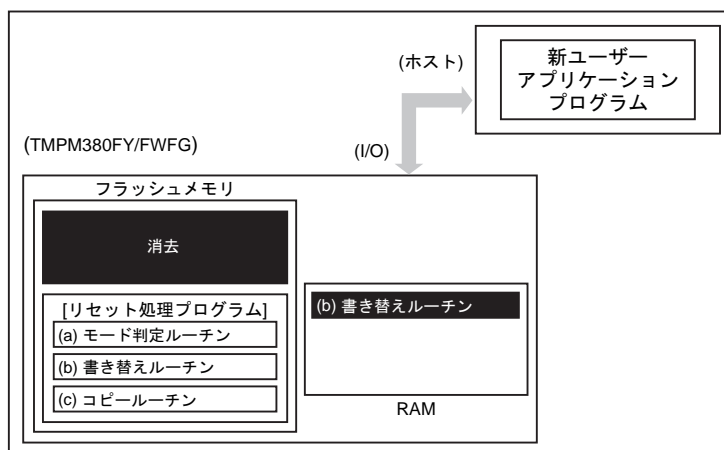 (ホスト)
新ユーザー
アプリケーション
プログラム
(TMPM380FY/FWFG)
(I/O)
フラッシュメモリ
消去
[リセット処理プログラム]
(a) モード判定ルーチン
(b) 書き替えルーチン
(c) コピールーチン
(b) 書き替えルーチン
RAM